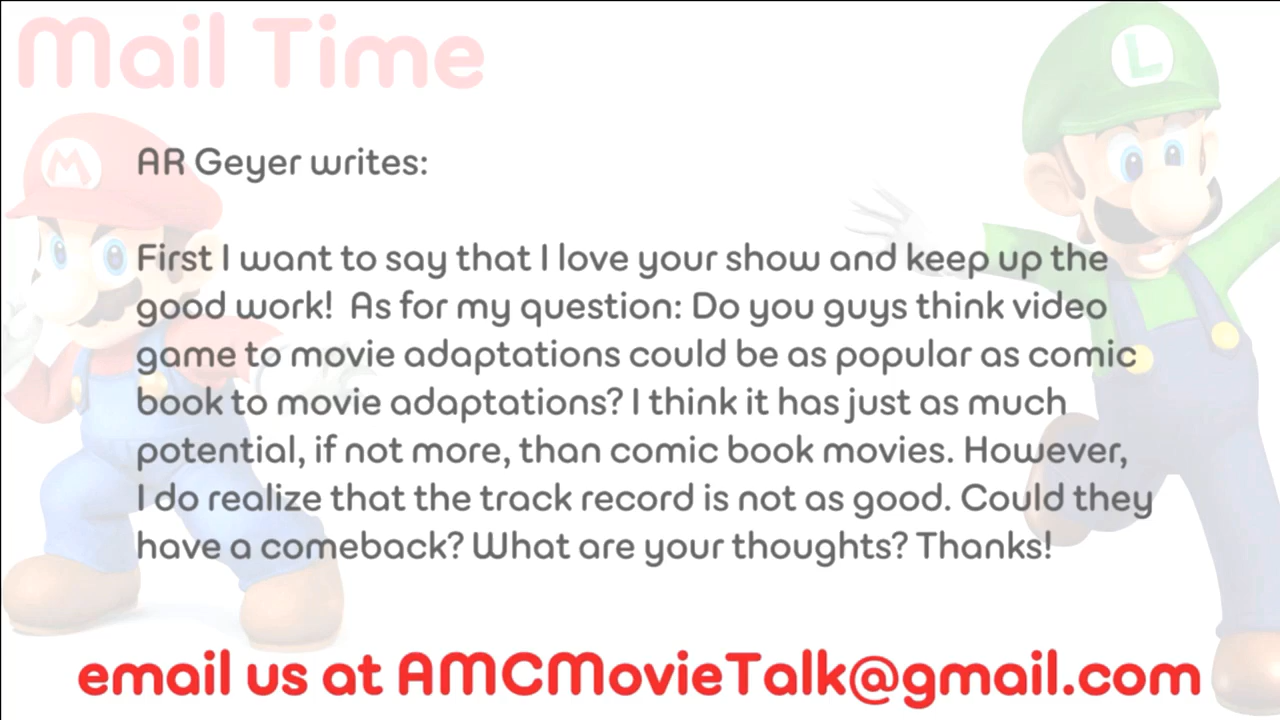 Mail Time
M
L
AR Geyer writes:
First I want to say that I love your show and keep up the
good work!  As for my question: Do you guys think video
game to movie adaptations could be as popular as comic
book to movie adaptations? I think it has just as much
potential, if not more, than comic book movies. However,
I do realize that the track record is not as good. Could they
have a comeback? What are your thoughts? Thanks!
email us at AMCMovieTalk@gmail.com